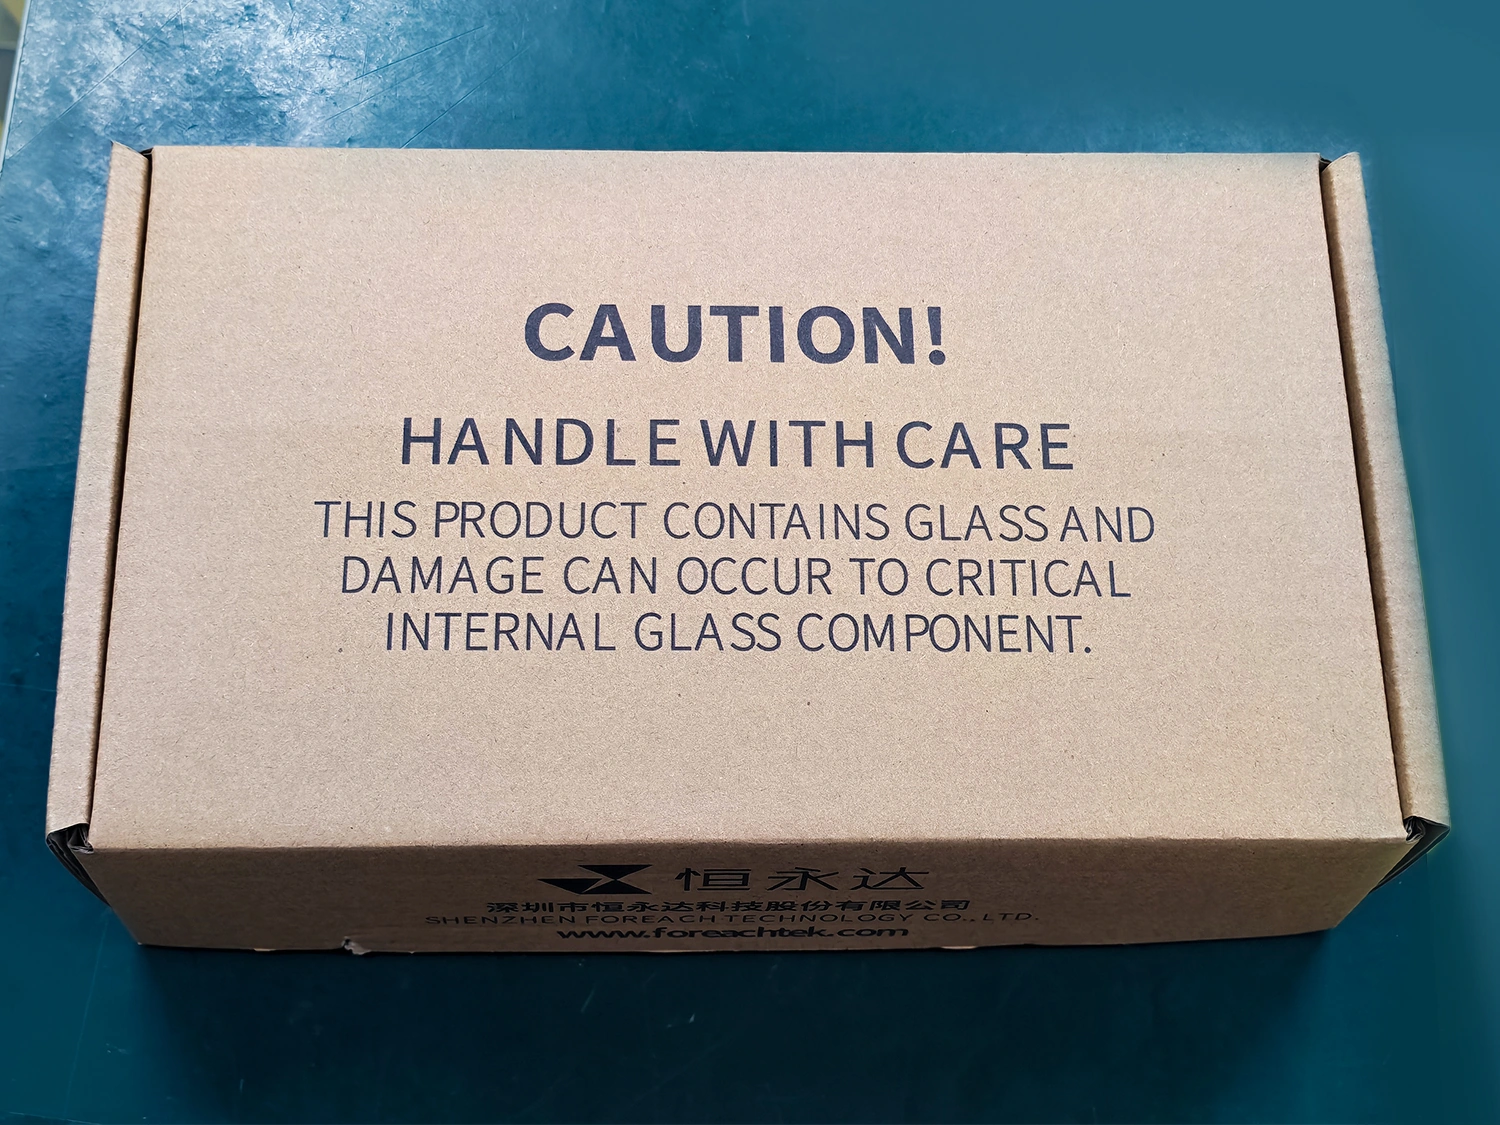 CAUTION!
HANDLE WITH CARE
THIS PRODUCT CONTAINS GLASS AND
DAMAGE CAN OCCUR TO CRITICAL
INTERNAL GLASS COMPONENT.
恒永达
深圳市恒永达科技股份有限公司
SHENZHEN FOREACH TECHNOLOGY CO., LTD.
www.foreachtek.com